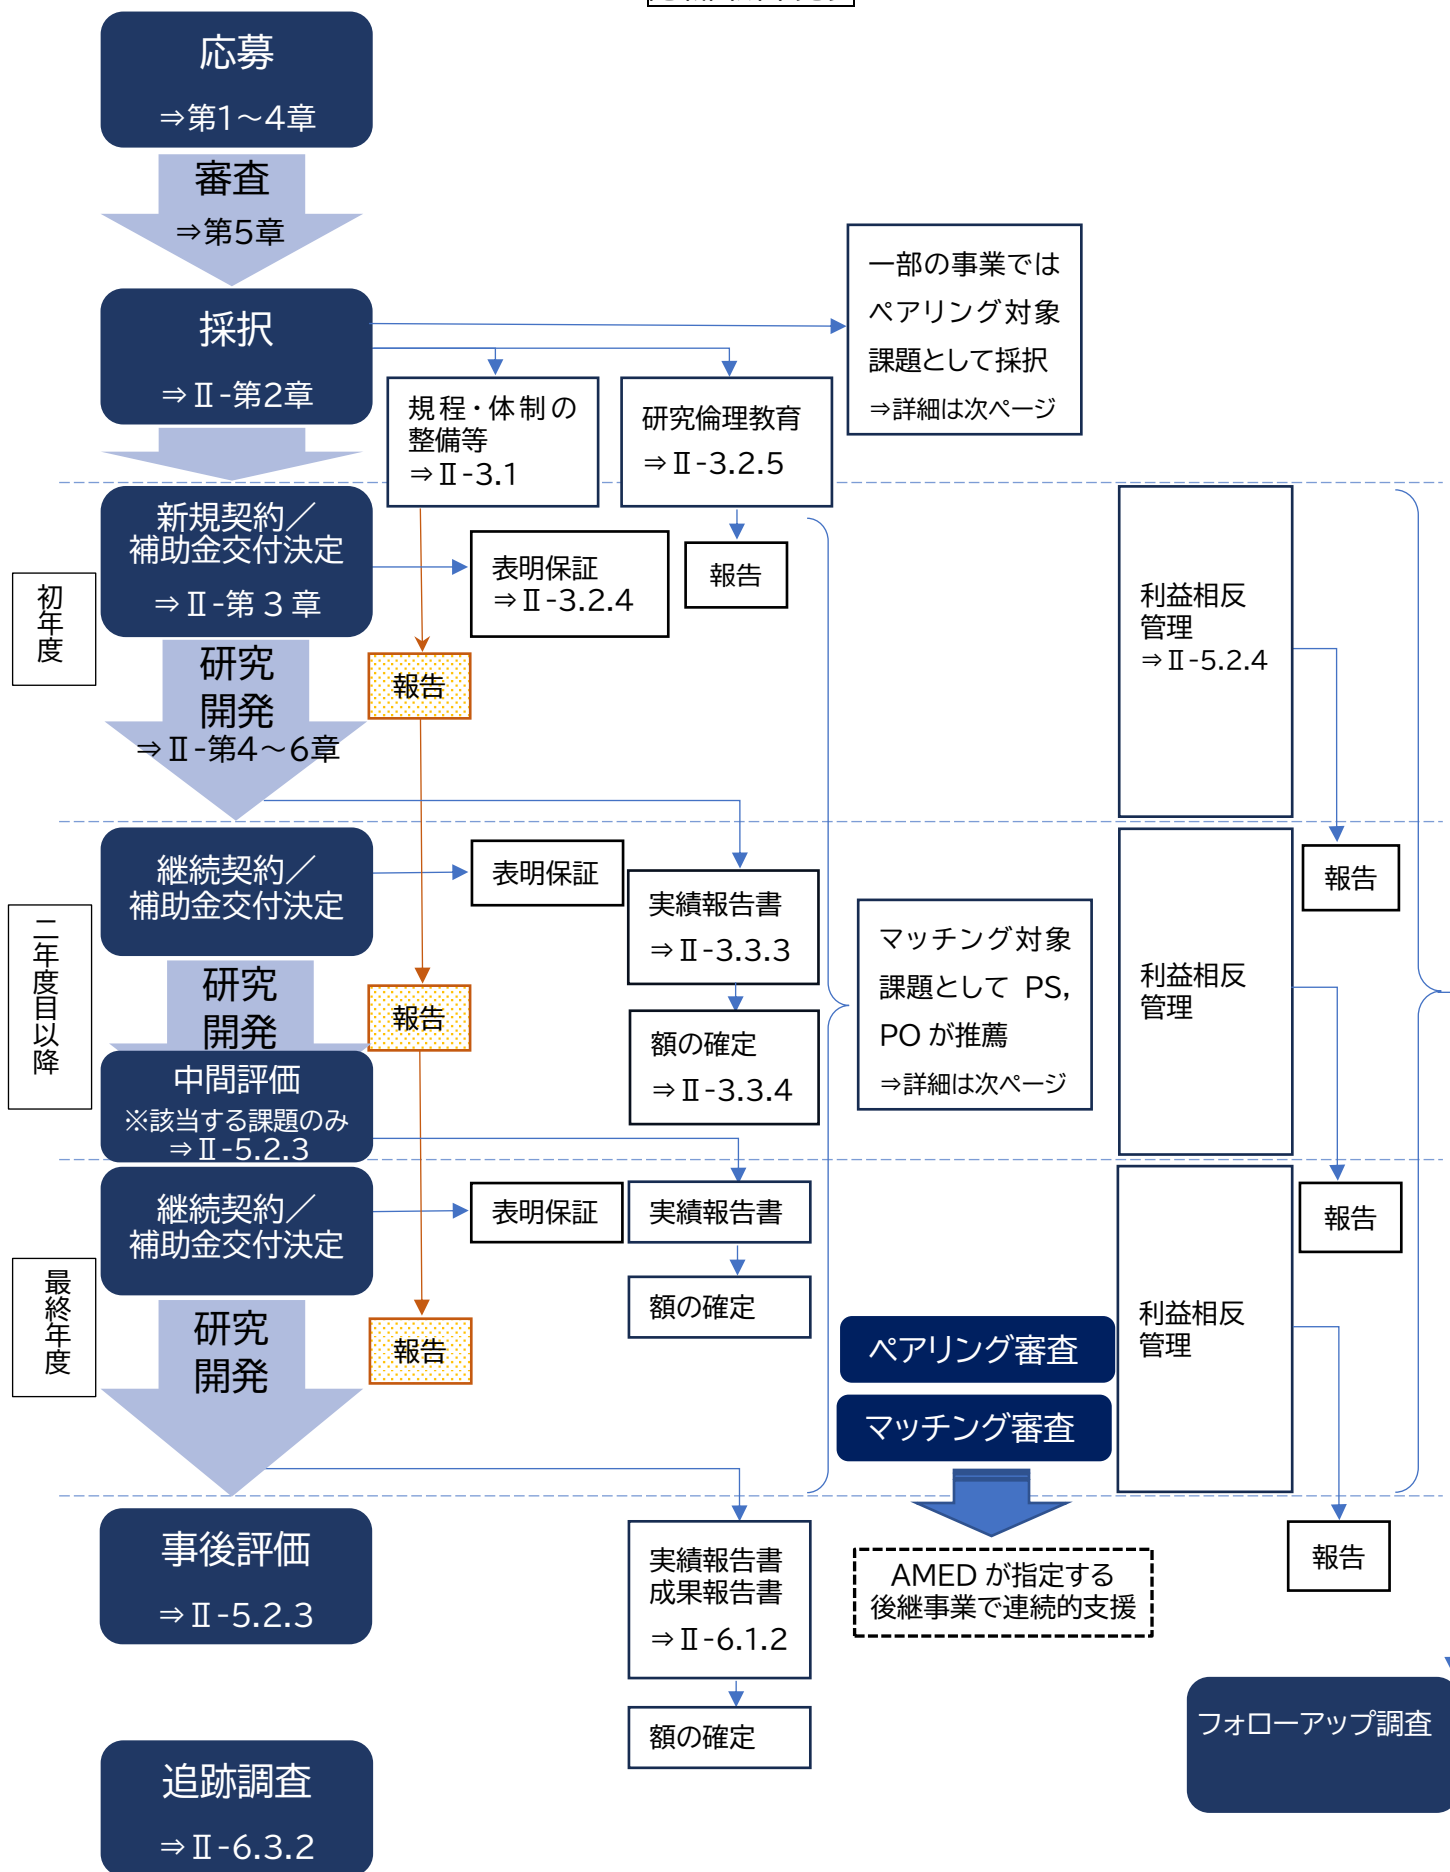 応募
⇒第1～4章
審査
⇒第5章
採択
⇒Ⅱ-第2章
一部の事業では
ペアリング対象
課題として採択
⇒詳細は次ページ
規程・体制の
整備等
⇒Ⅱ-3.1
研究倫理教育
⇒Ⅱ-3.2.5
初年度
新規契約／
補助金交付決定
⇒Ⅱ-第3章
表明保証
⇒Ⅱ-3.2.4
報告
利益相反
管理
⇒Ⅱ-5.2.4
研究
開発
⇒Ⅱ-第4～6章
報告
二年度目以降
継続契約／
補助金交付決定
表明保証
実績報告書
⇒Ⅱ-3.3.3
報告
マッチング対象
課題として PS,
PO が推薦
⇒詳細は次ページ
利益相反
管理
研究
開発
報告
額の確定
⇒Ⅱ-3.3.4
中間評価
※該当する課題のみ
⇒Ⅱ-5.2.3
最終年度
継続契約／
補助金交付決定
表明保証
実績報告書
報告
額の確定
利益相反
管理
研究
開発
報告
ペアリング審査
マッチング審査
事後評価
⇒Ⅱ-5.2.3
実績報告書
成果報告書
⇒Ⅱ-6.1.2
AMED が指定する
後継事業で連続的支援
報告
額の確定
フォローアップ調査
追跡調査
⇒Ⅱ-6.3.2